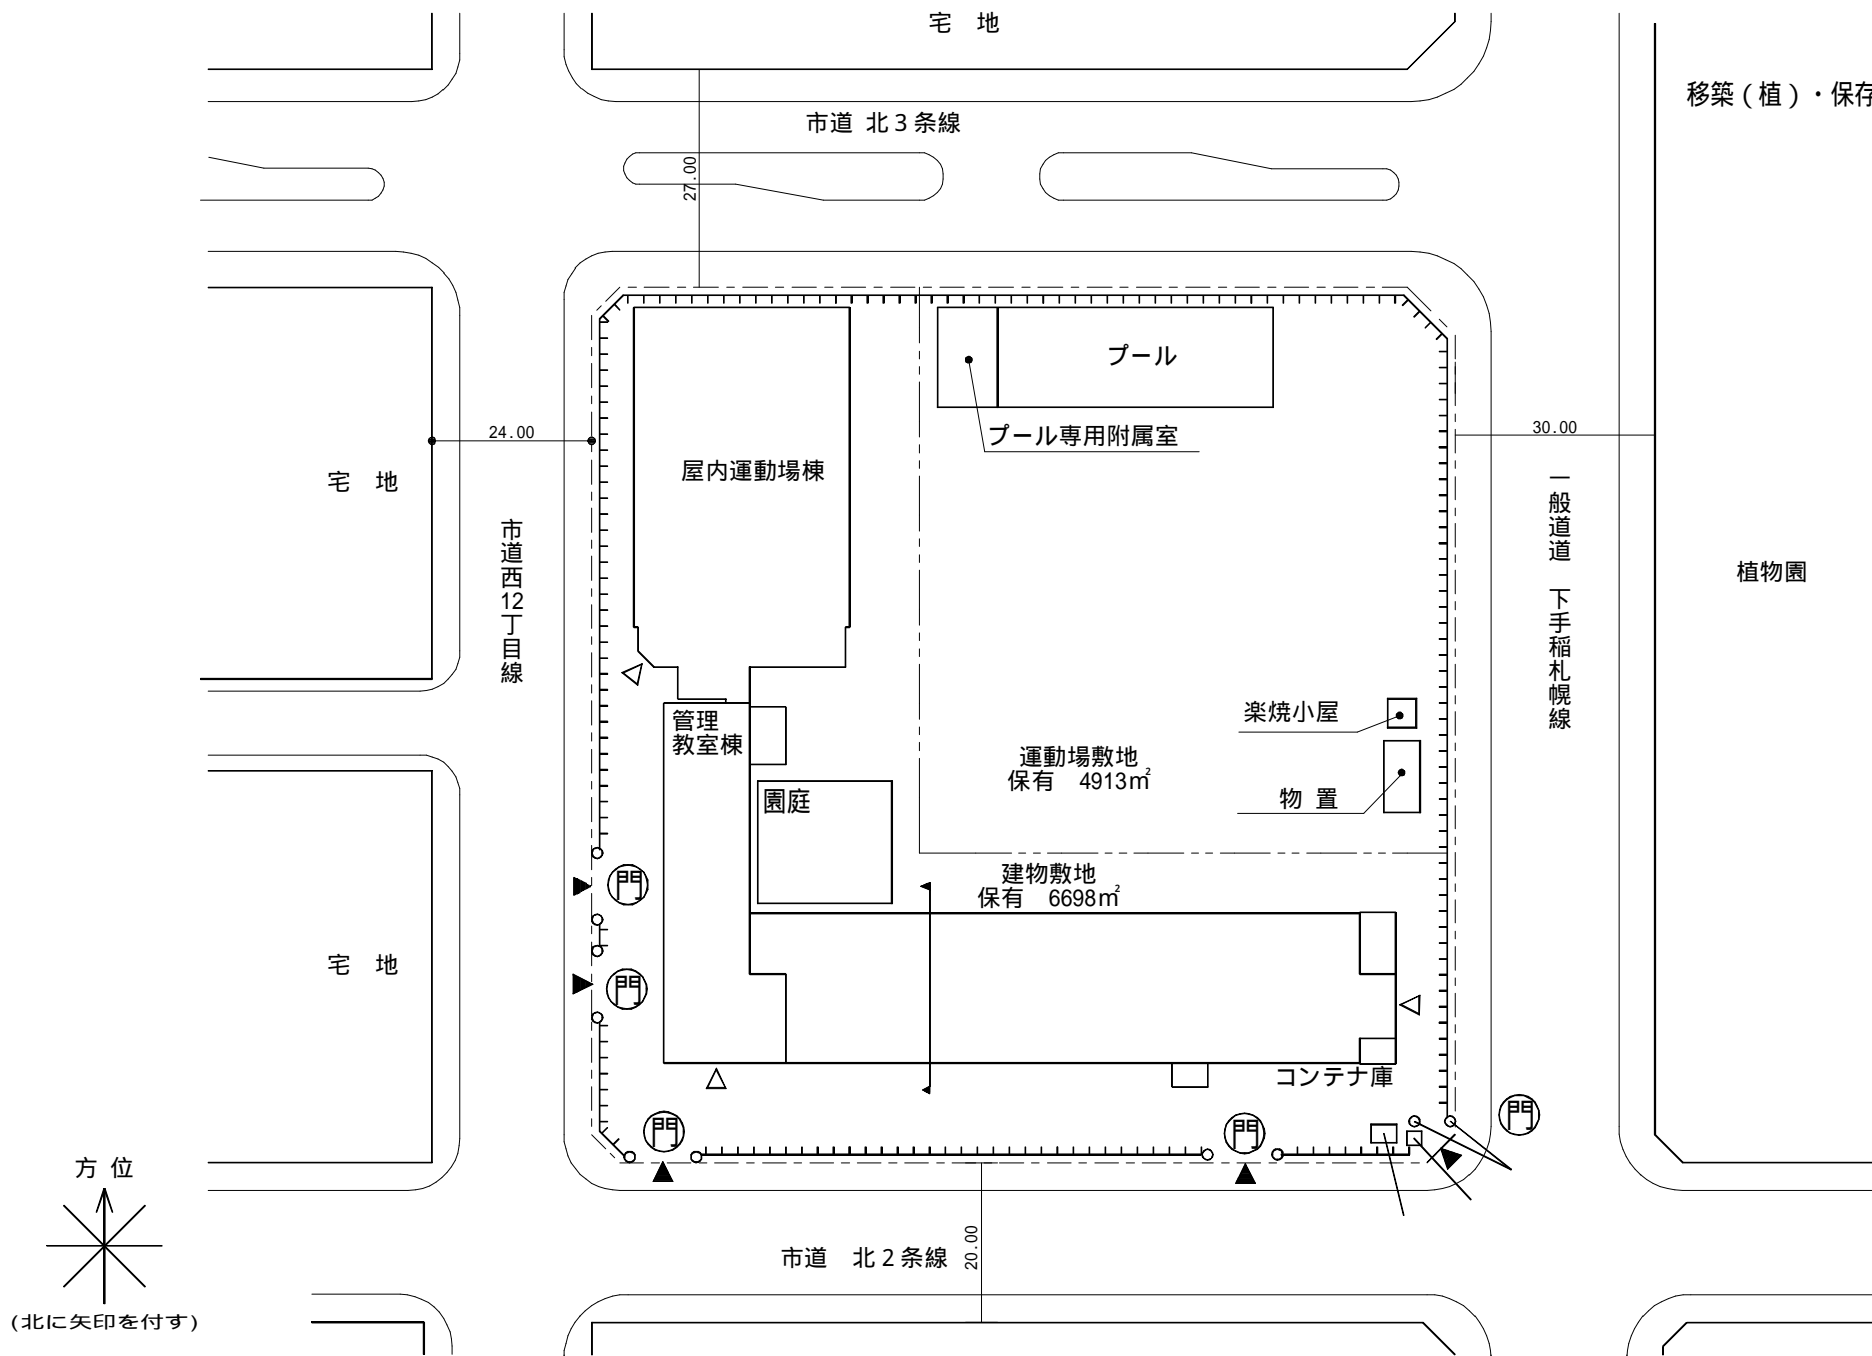 宅 地
移築（植）・保存
市道 北３条線
27.00
プール
プール専用附属室
24.00
30.00
屋内運動場棟
宅 地
市道西12丁目線
一般道道 下手稲札幌線
植物園
楽焼小屋
管理
教室棟
運動場敷地
保有 4913㎡
物 置
園庭
建物敷地
保有 6698㎡
門
宅 地
門
コンテナ庫
門
門
門
方 位
(北に矢印を付す)
市道 北２条線
20.00